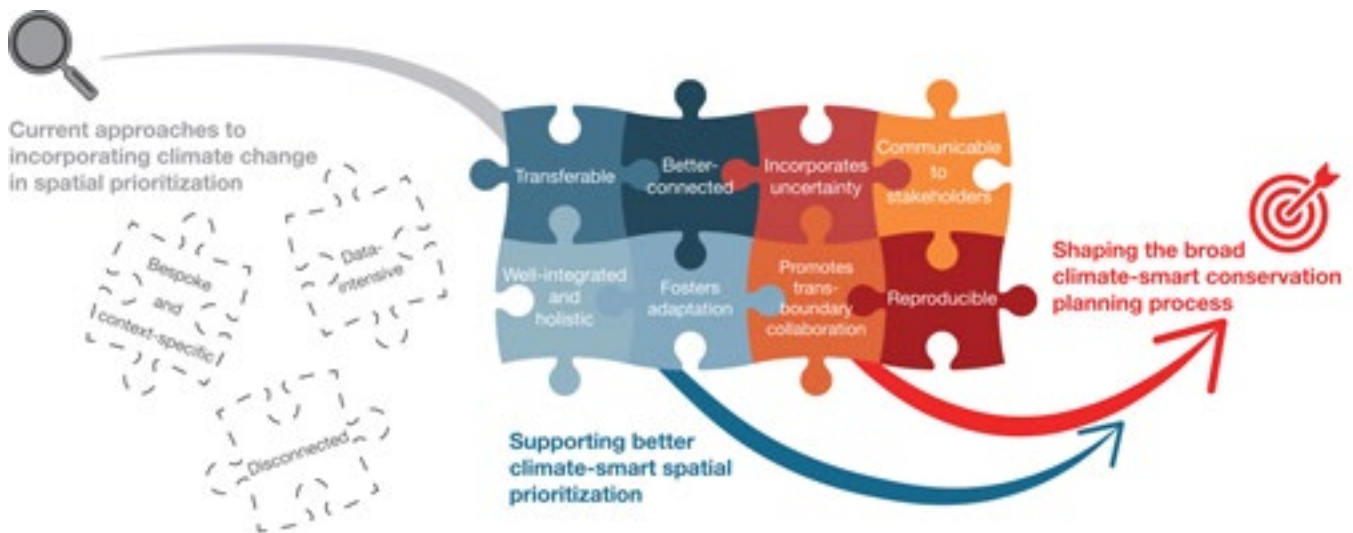 Current approaches to
incorporating climate change
in spatial prioritization
Bespoke
and
context-specific
Data-
intensive
Disconnected
Transferable
Better-
connected
Incorporates
uncertainty
Communicable
to
stakeholders
Well-integrated
and
holistic
Fosters
adaptation
Promotes
trans-
boundary
collaboration
Reproducible
Supporting better
climate-smart spatial
prioritization
Shaping the broad
climate-smart conservation
planning process